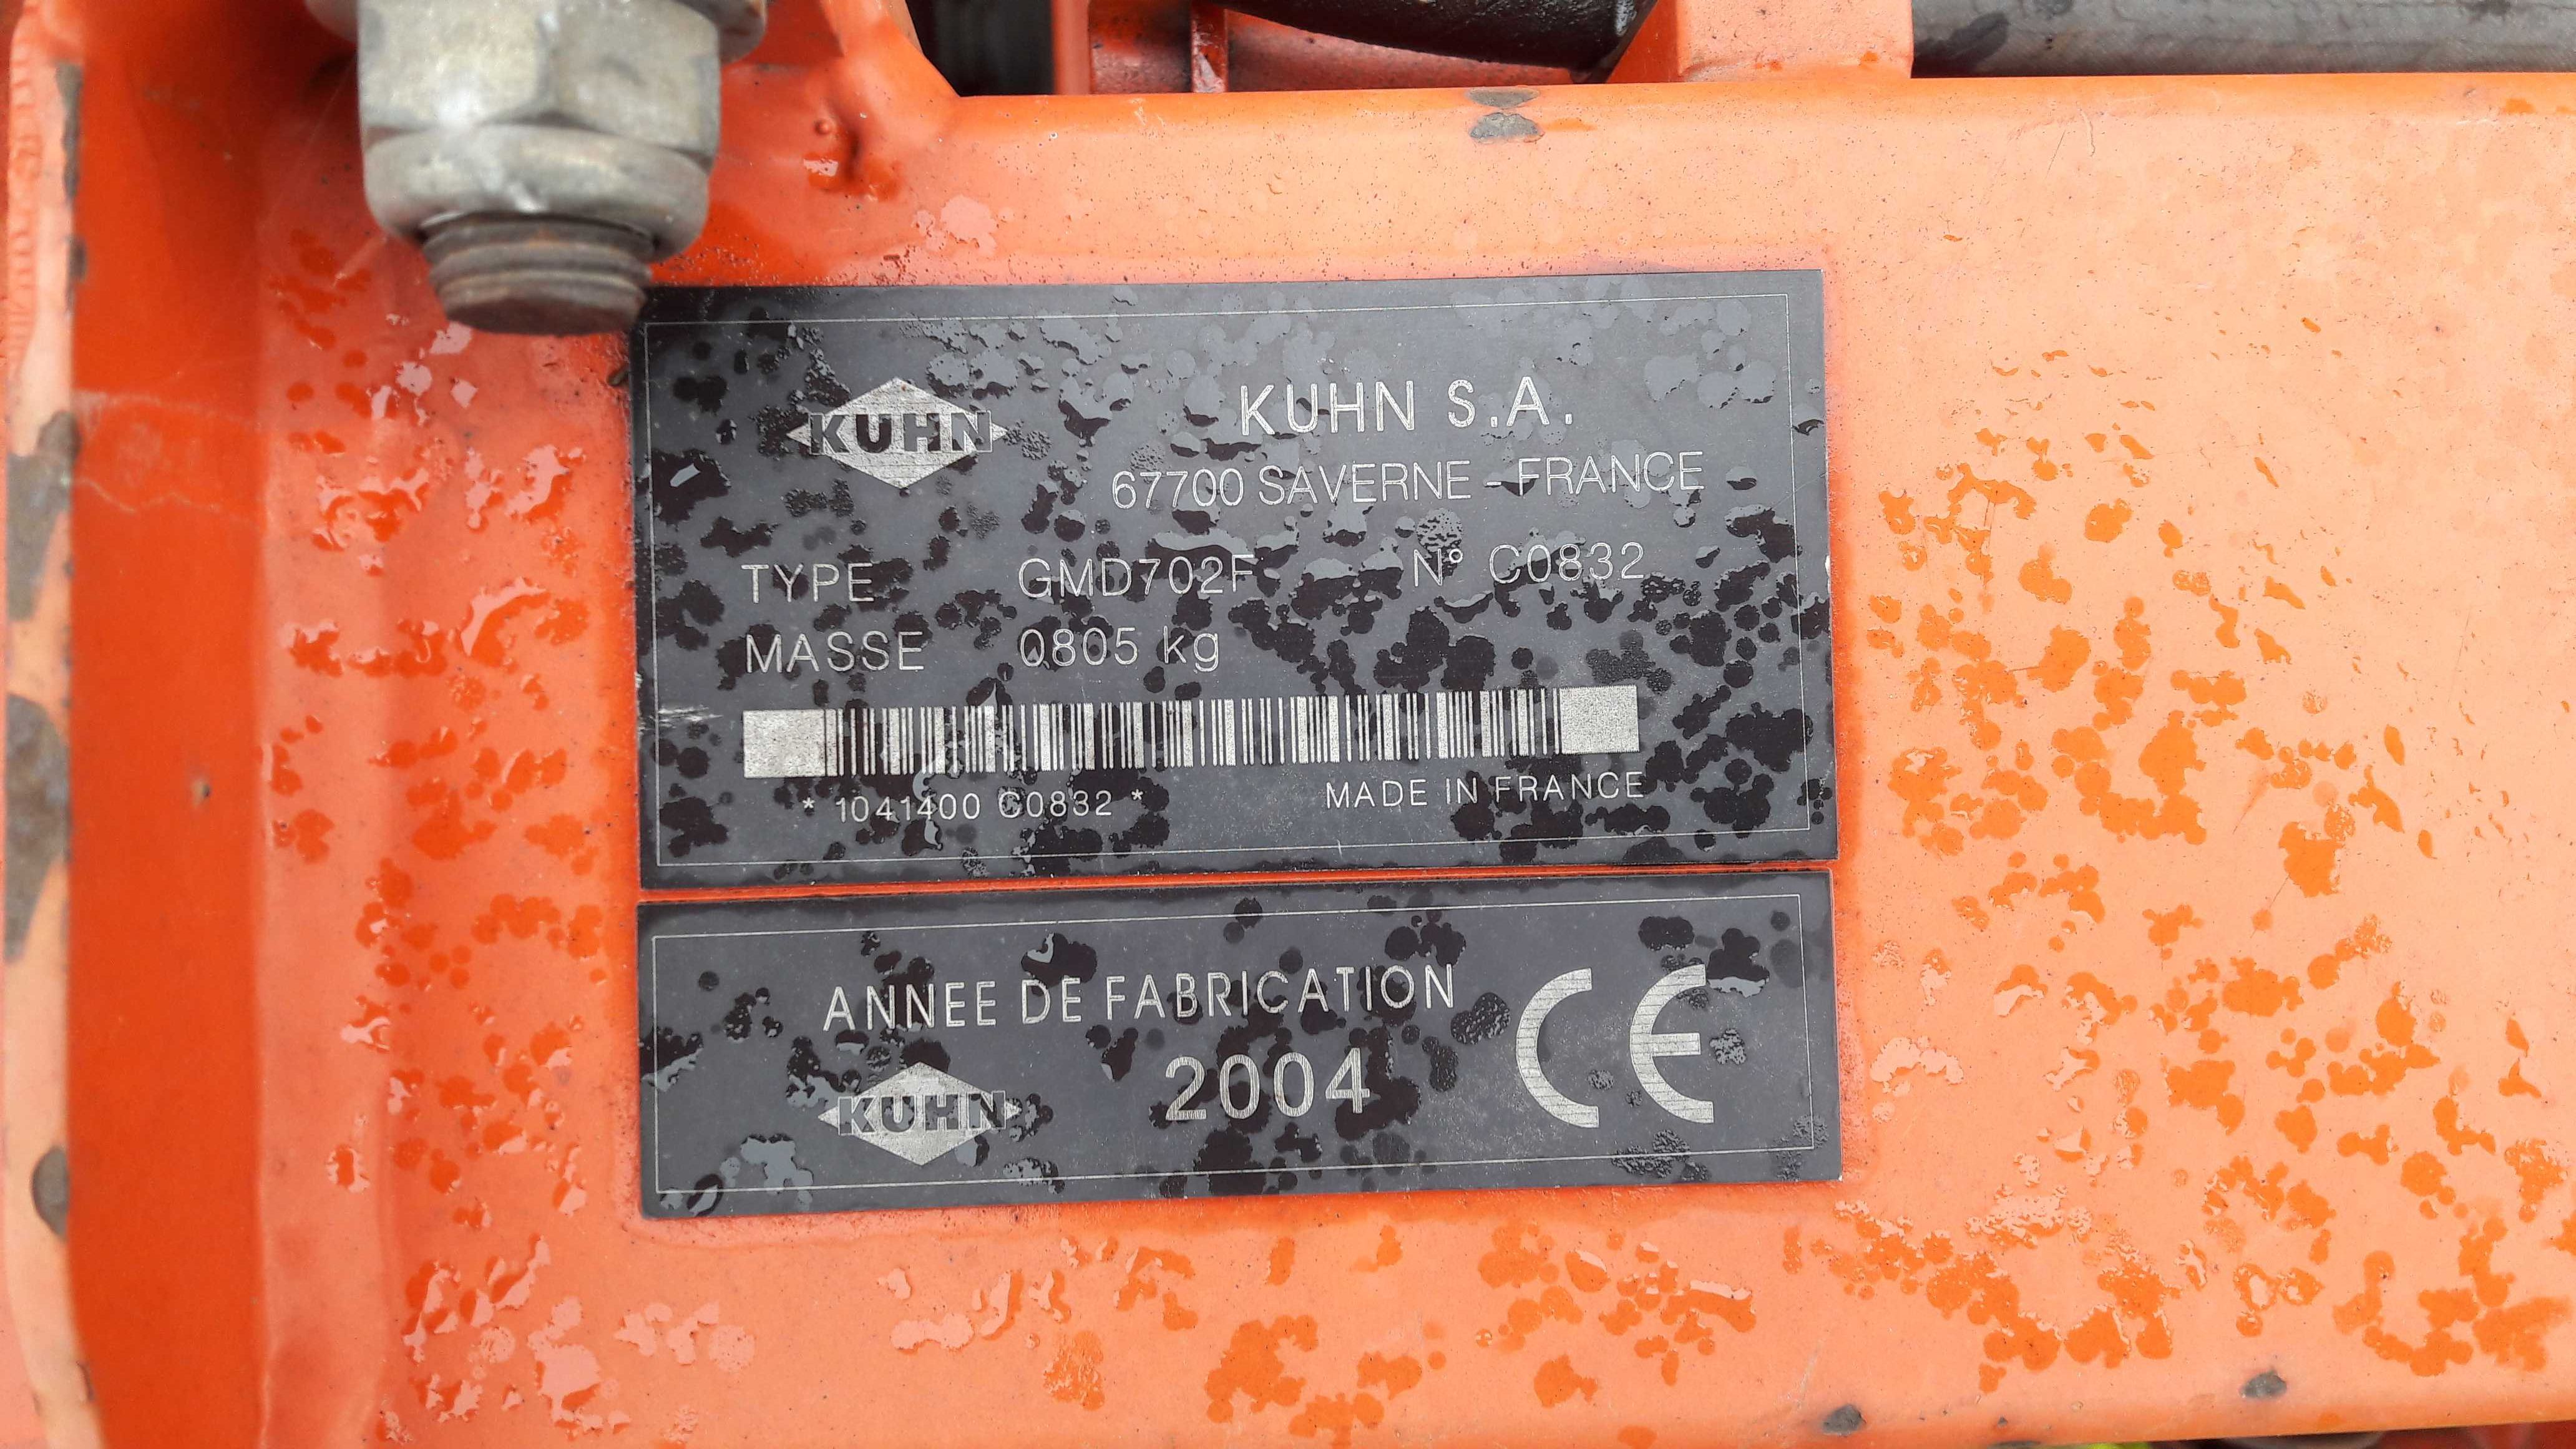 KUHN
KUHN S.A.
67700 SAVERNE - FRANCE
TYPE GMD702F N° C0832
MASSE 0805 kg
* 1041400 C0832 *
MADE IN FRANCE
ANNEE DE FABRICATION
2004
KUHN
CE